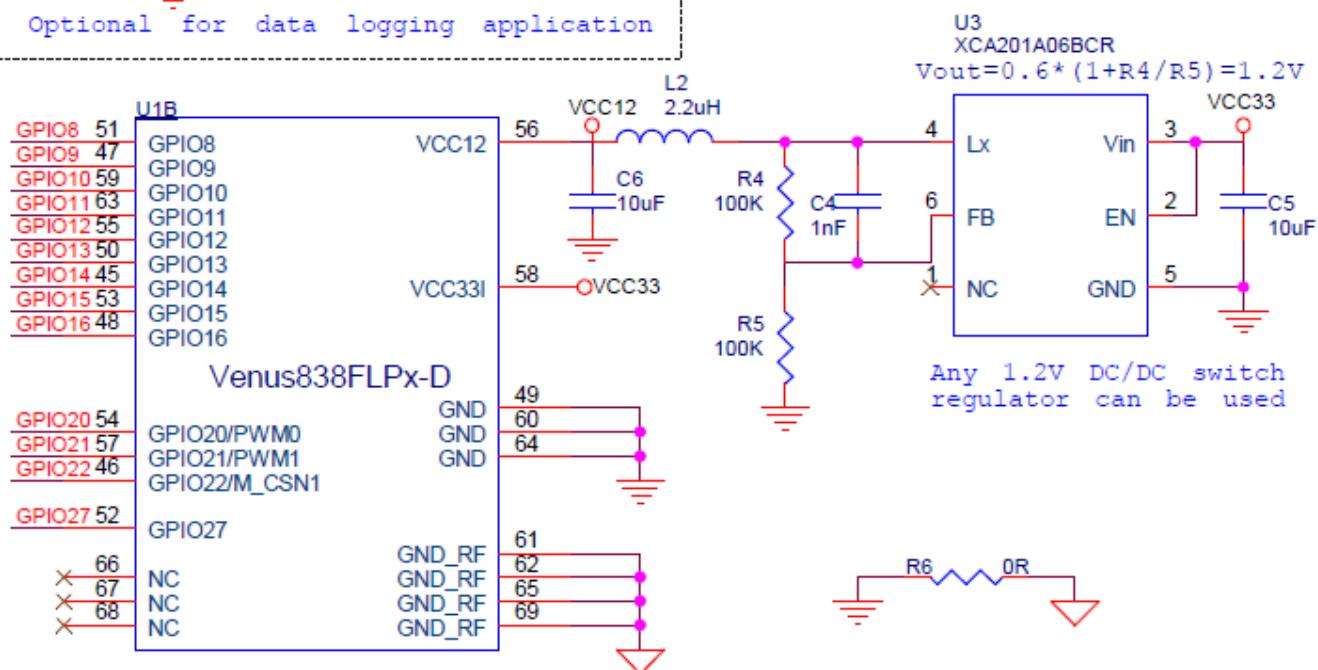 Optional for data logging application
U3
XCA201A06BCR
Vout=0.6*(1+R4/R5)=1.2V
U1B
VCC12
L2
2.2uH
VCC33
GPIO8 51 GPIO8
GPIO9 47 GPIO9
GPIO10 59 GPIO10
GPIO11 63 GPIO11
GPIO12 55 GPIO12
GPIO13 50 GPIO13
GPIO14 45 GPIO14
GPIO15 53 GPIO15
GPIO16 48 GPIO16
VCC12 56
C6
10uF
VCC33I 58
VCC33
R4
100K
C4
1nF
R5
100K
4 Lx
6 FB
1 NC
Vin 3
EN 2
GND 5
C5
10uF
Venus838FLPx-D
Any 1.2V DC/DC switch
regulator can be used
GND 49
GND 60
GND 64
GPIO20 54 GPIO20/PWM0
GPIO21 57 GPIO21/PWM1
GPIO22 46 GPIO22/M_CSN1
GPIO27 52 GPIO27
66 NC
67 NC
68 NC
GND_RF 61
GND_RF 62
GND_RF 65
GND_RF 69
R6 0R